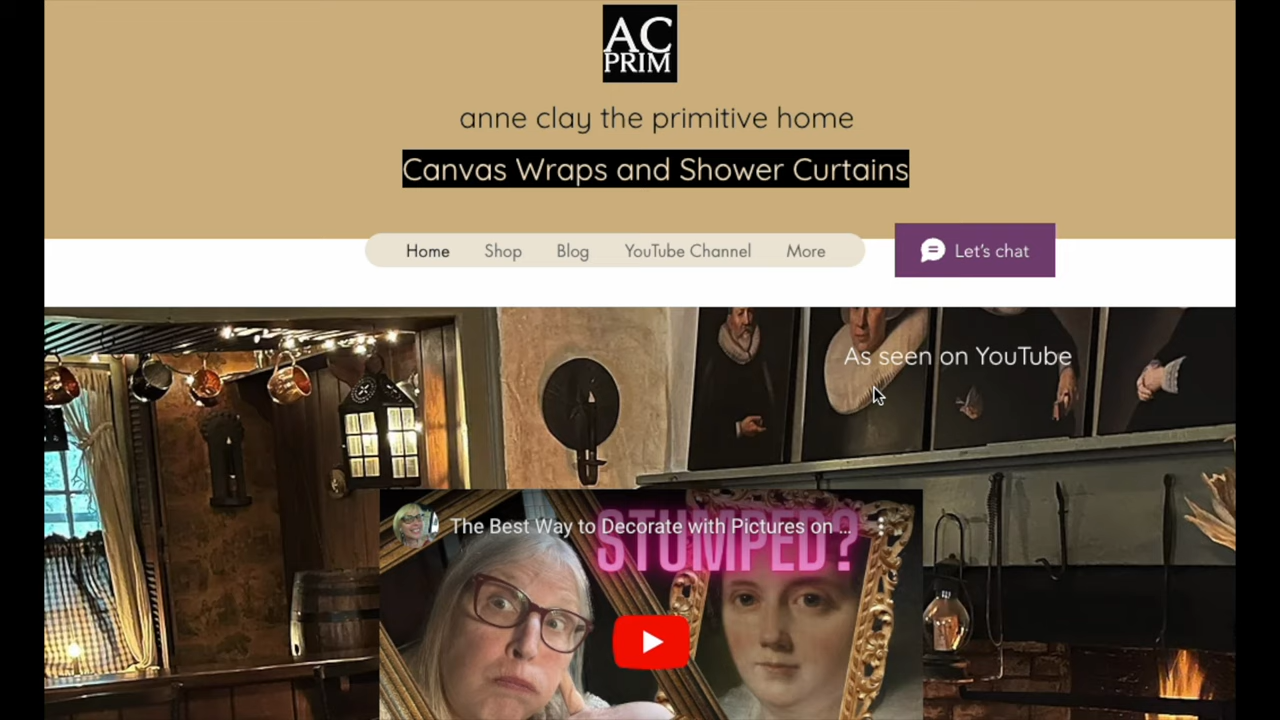 AC
PRIM
anne clay the primitive home
Canvas Wraps and Shower Curtains
Home Shop Blog YouTube Channel More
Let's chat
As seen on YouTube
The Best Way to Decorate with Pictures on ...
STUMPED?